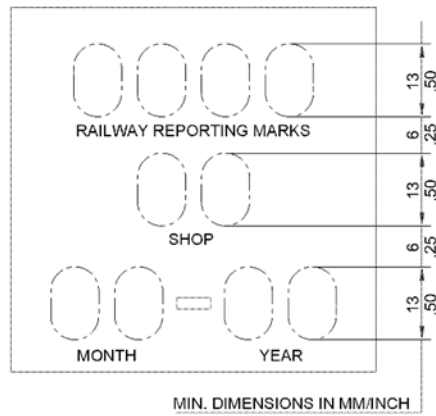 RAILWAY REPORTING MARKS
SHOP
MONTH YEAR
13
.50
6
.25
13
.50
6
.25
13
.50
MIN. DIMENSIONS IN MM/INCH